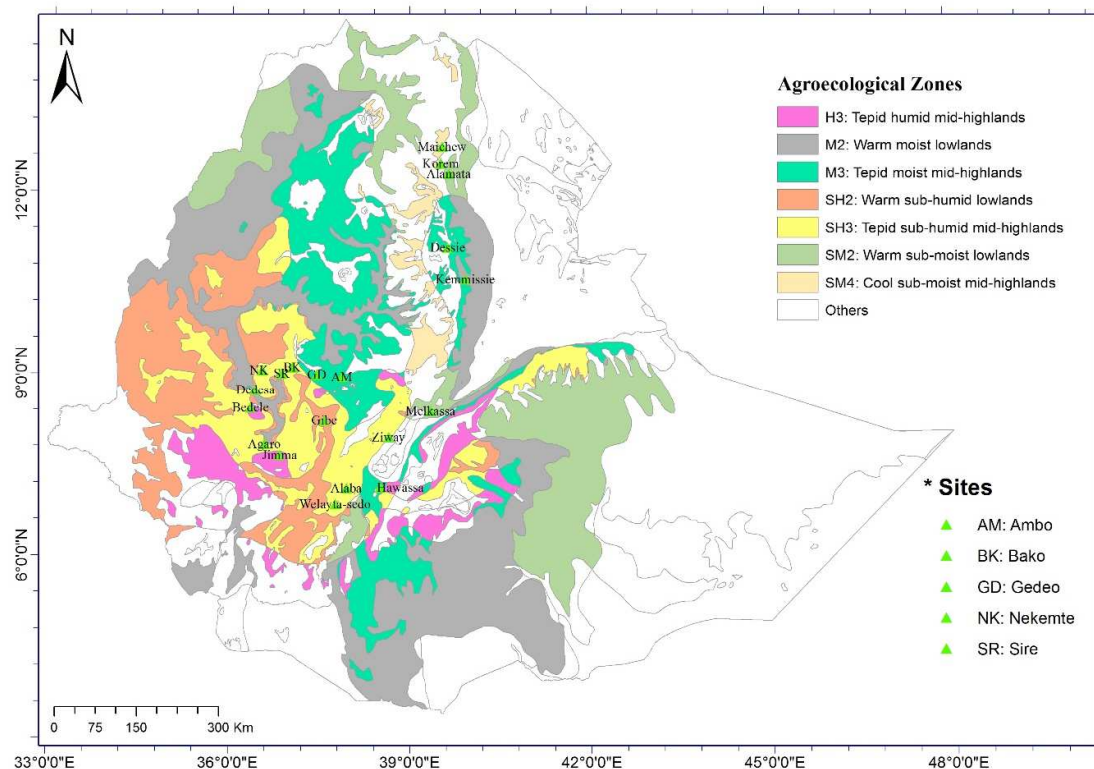 N
Agroecological Zones
H3: Tepid humid mid-highlands
M2: Warm moist lowlands
M3: Tepid moist mid-highlands
SH2: Warm sub-humid lowlands
SH3: Tepid sub-humid mid-highlands
SM2: Warm sub-moist lowlands
SM4: Cool sub-moist mid-highlands
Others
Maichew
Korem
Alamata
Dessie
Kemmissie
NK
SR
BK
GD
AM
Dedesa
Bedele
Gibe
Melkassa
Ziway
Agaro
Jimma
Alaba
Hawassa
Welayta-sedo
* Sites
AM: Ambo
BK: Bako
GD: Gedeo
NK: Nekemte
SR: Sire
12°0'0"N
9°0'0"N
6°0'0"N
0 75 150 300 Km
33°0'0"E 36°0'0"E 39°0'0"E 42°0'0"E 45°0'0"E 48°0'0"E